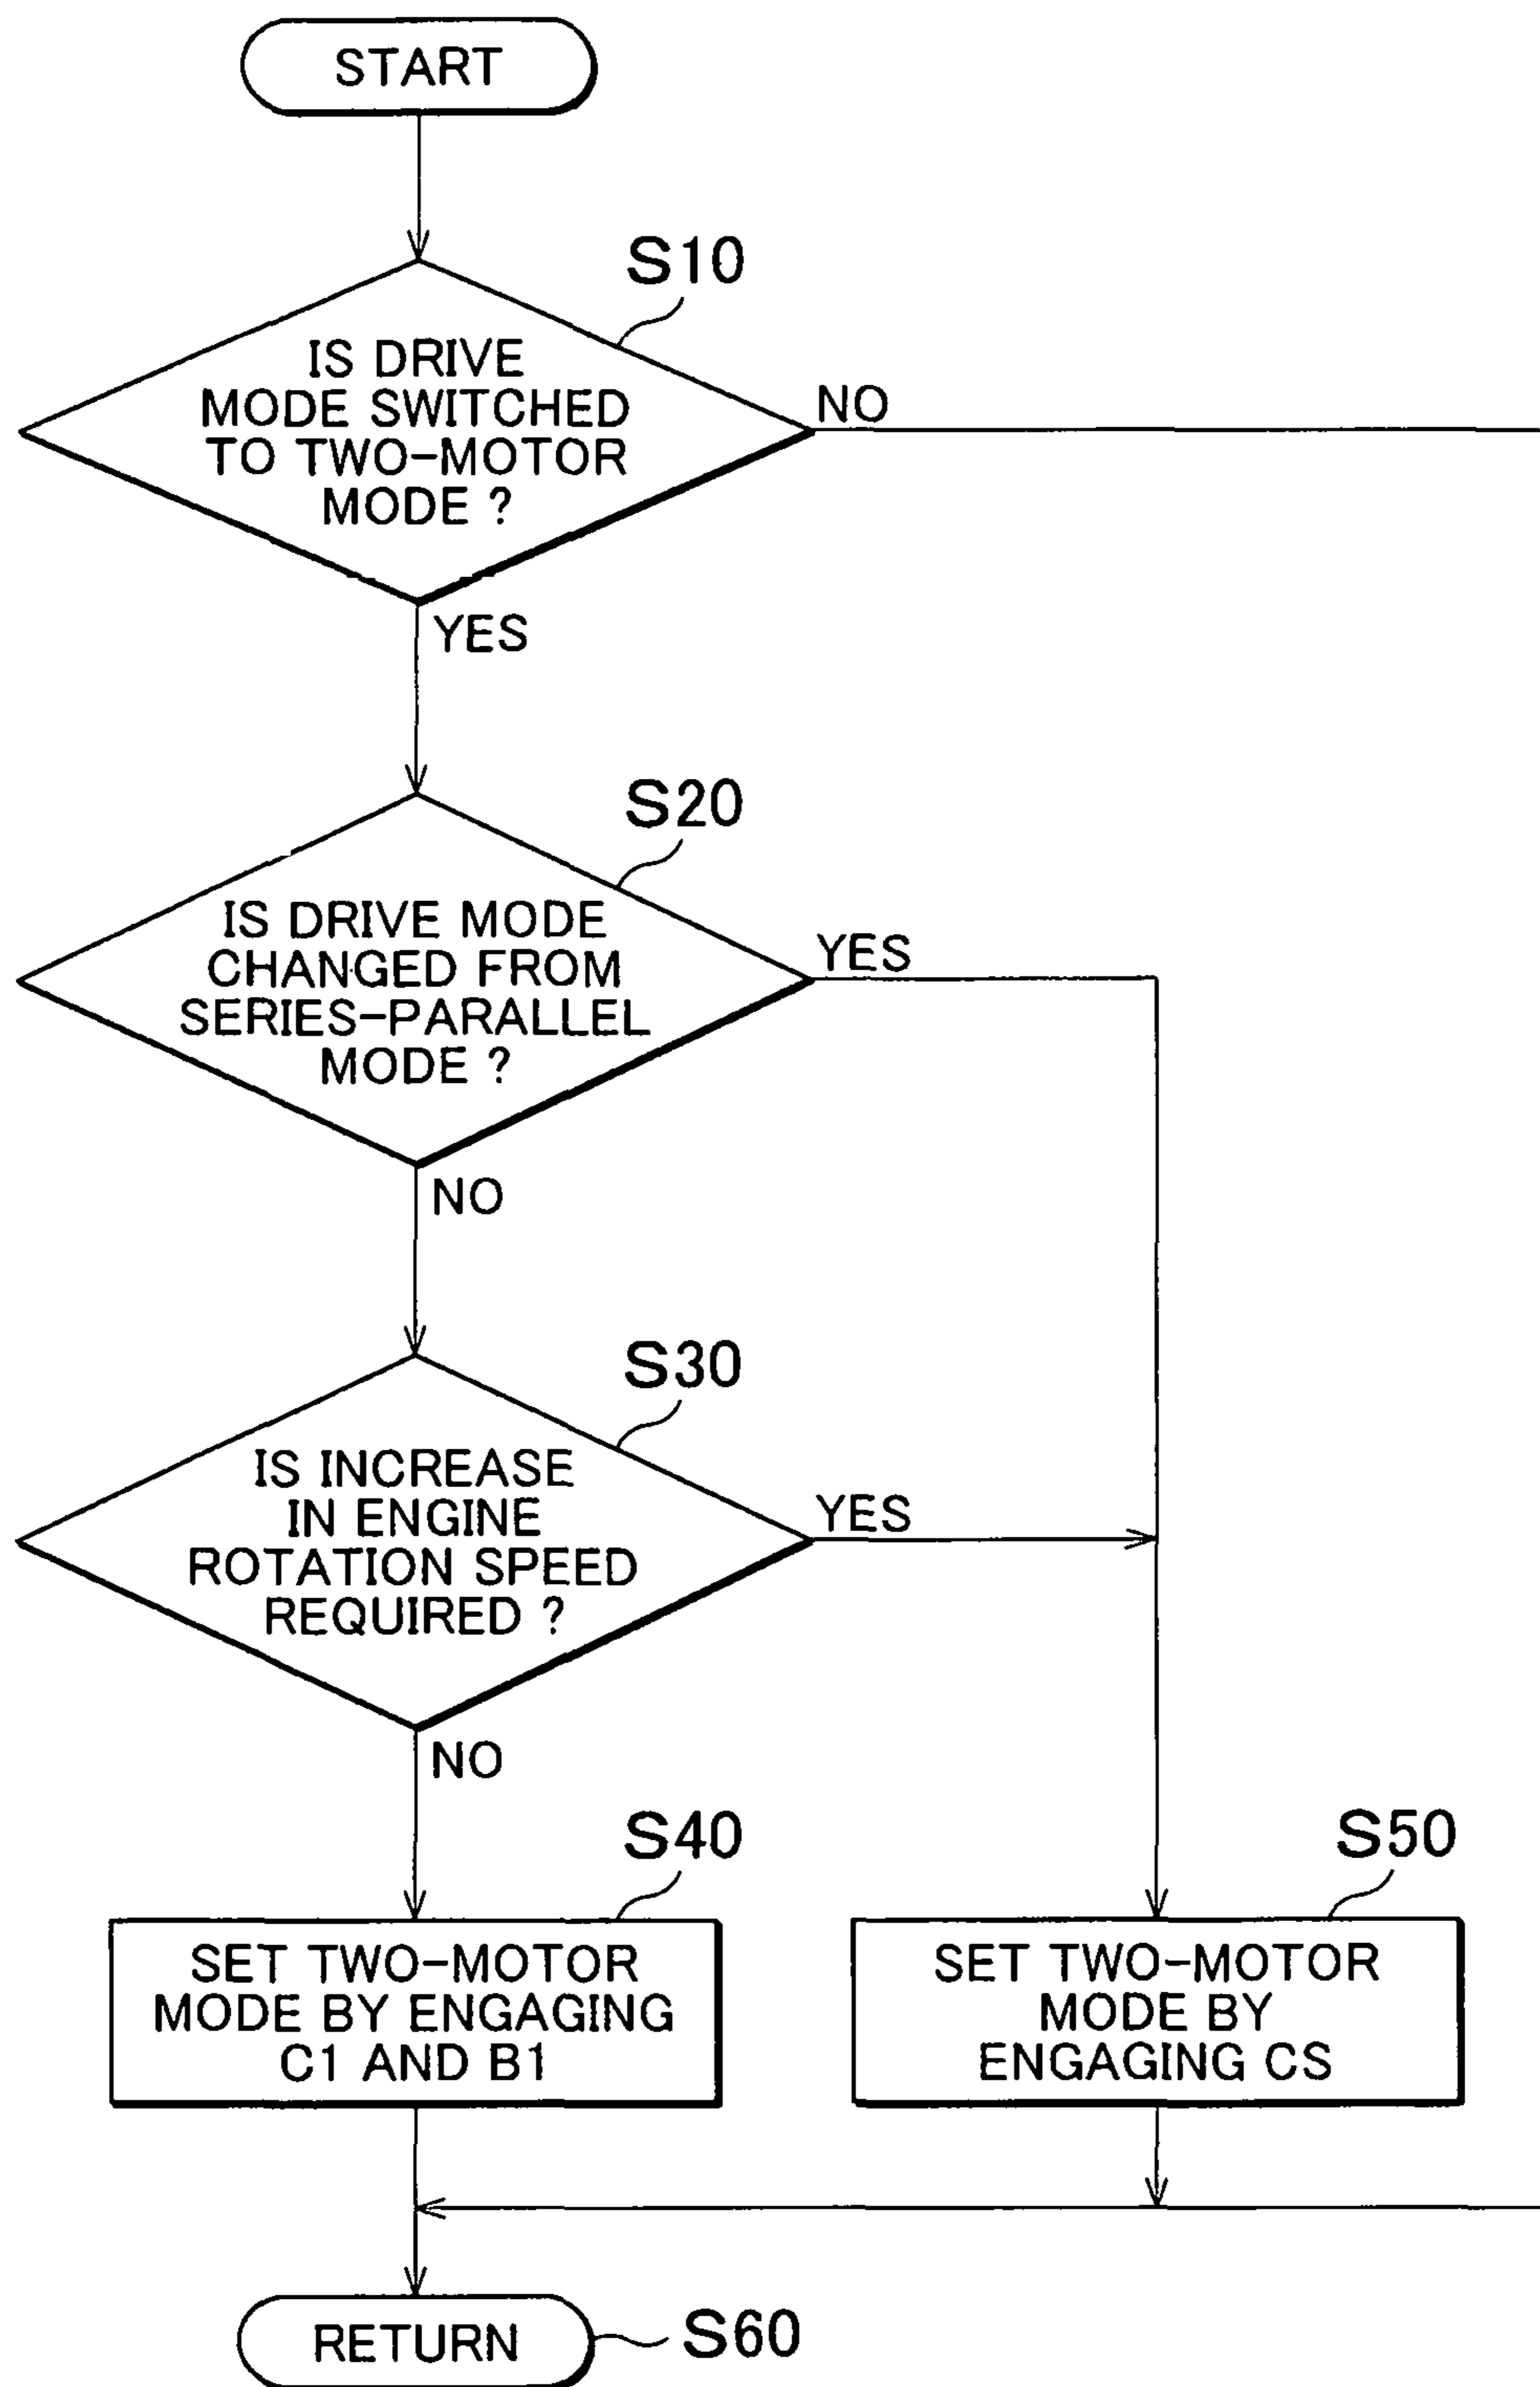 START
S10
IS DRIVE
MODE SWITCHED
TO TWO-MOTOR
MODE ?
NO
YES
S20
IS DRIVE MODE
CHANGED FROM
SERIES-PARALLEL
MODE ?
YES
NO
S30
IS INCREASE
IN ENGINE
ROTATION SPEED
REQUIRED ?
YES
NO
S40
SET TWO-MOTOR
MODE BY ENGAGING
C1 AND B1
S50
SET TWO-MOTOR
MODE BY
ENGAGING CS
RETURN
S60